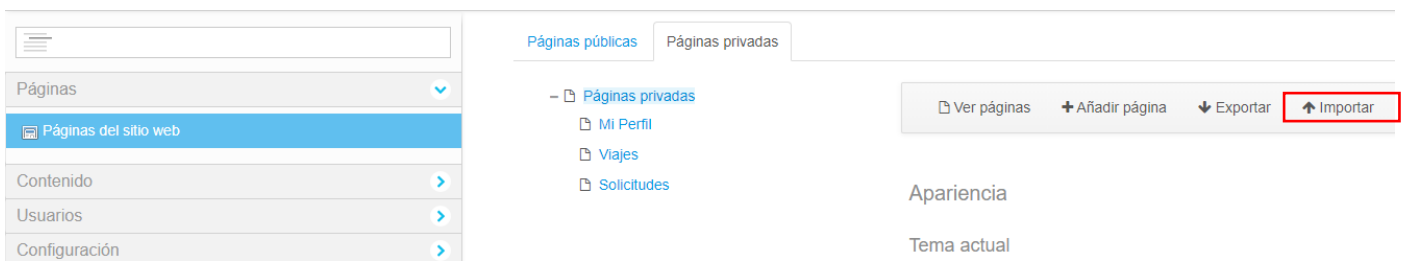 Páginas públicas
Páginas privadas
Páginas
Páginas del sitio web
Contenido
Usuarios
Configuración
Páginas privadas
Mi Perfil
Viajes
Solicitudes
Ver páginas
Añadir página
Exportar
Importar
Apariencia
Tema actual